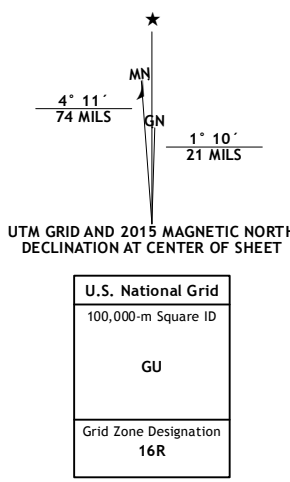 ★
MN
GN
4° 11´
74 MILS
1° 10´
21 MILS
UTM GRID AND 2015 MAGNETIC NORTH
DECLINATION AT CENTER OF SHEET
U.S. National Grid
100,000-m Square ID
GU
Grid Zone Designation
16R